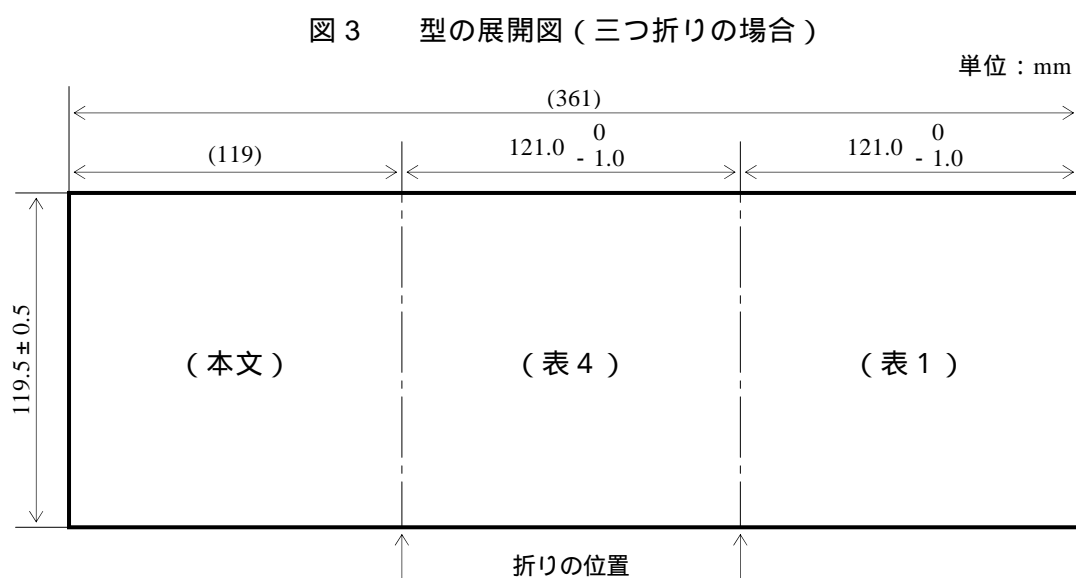 図3 型の展開図(三つ折りの場合)
単位:mm
(361)
(119)
121.0 0 - 1.0
121.0 0 - 1.0
119.5±0.5
(本文)
(表4)
(表1)
折りの位置